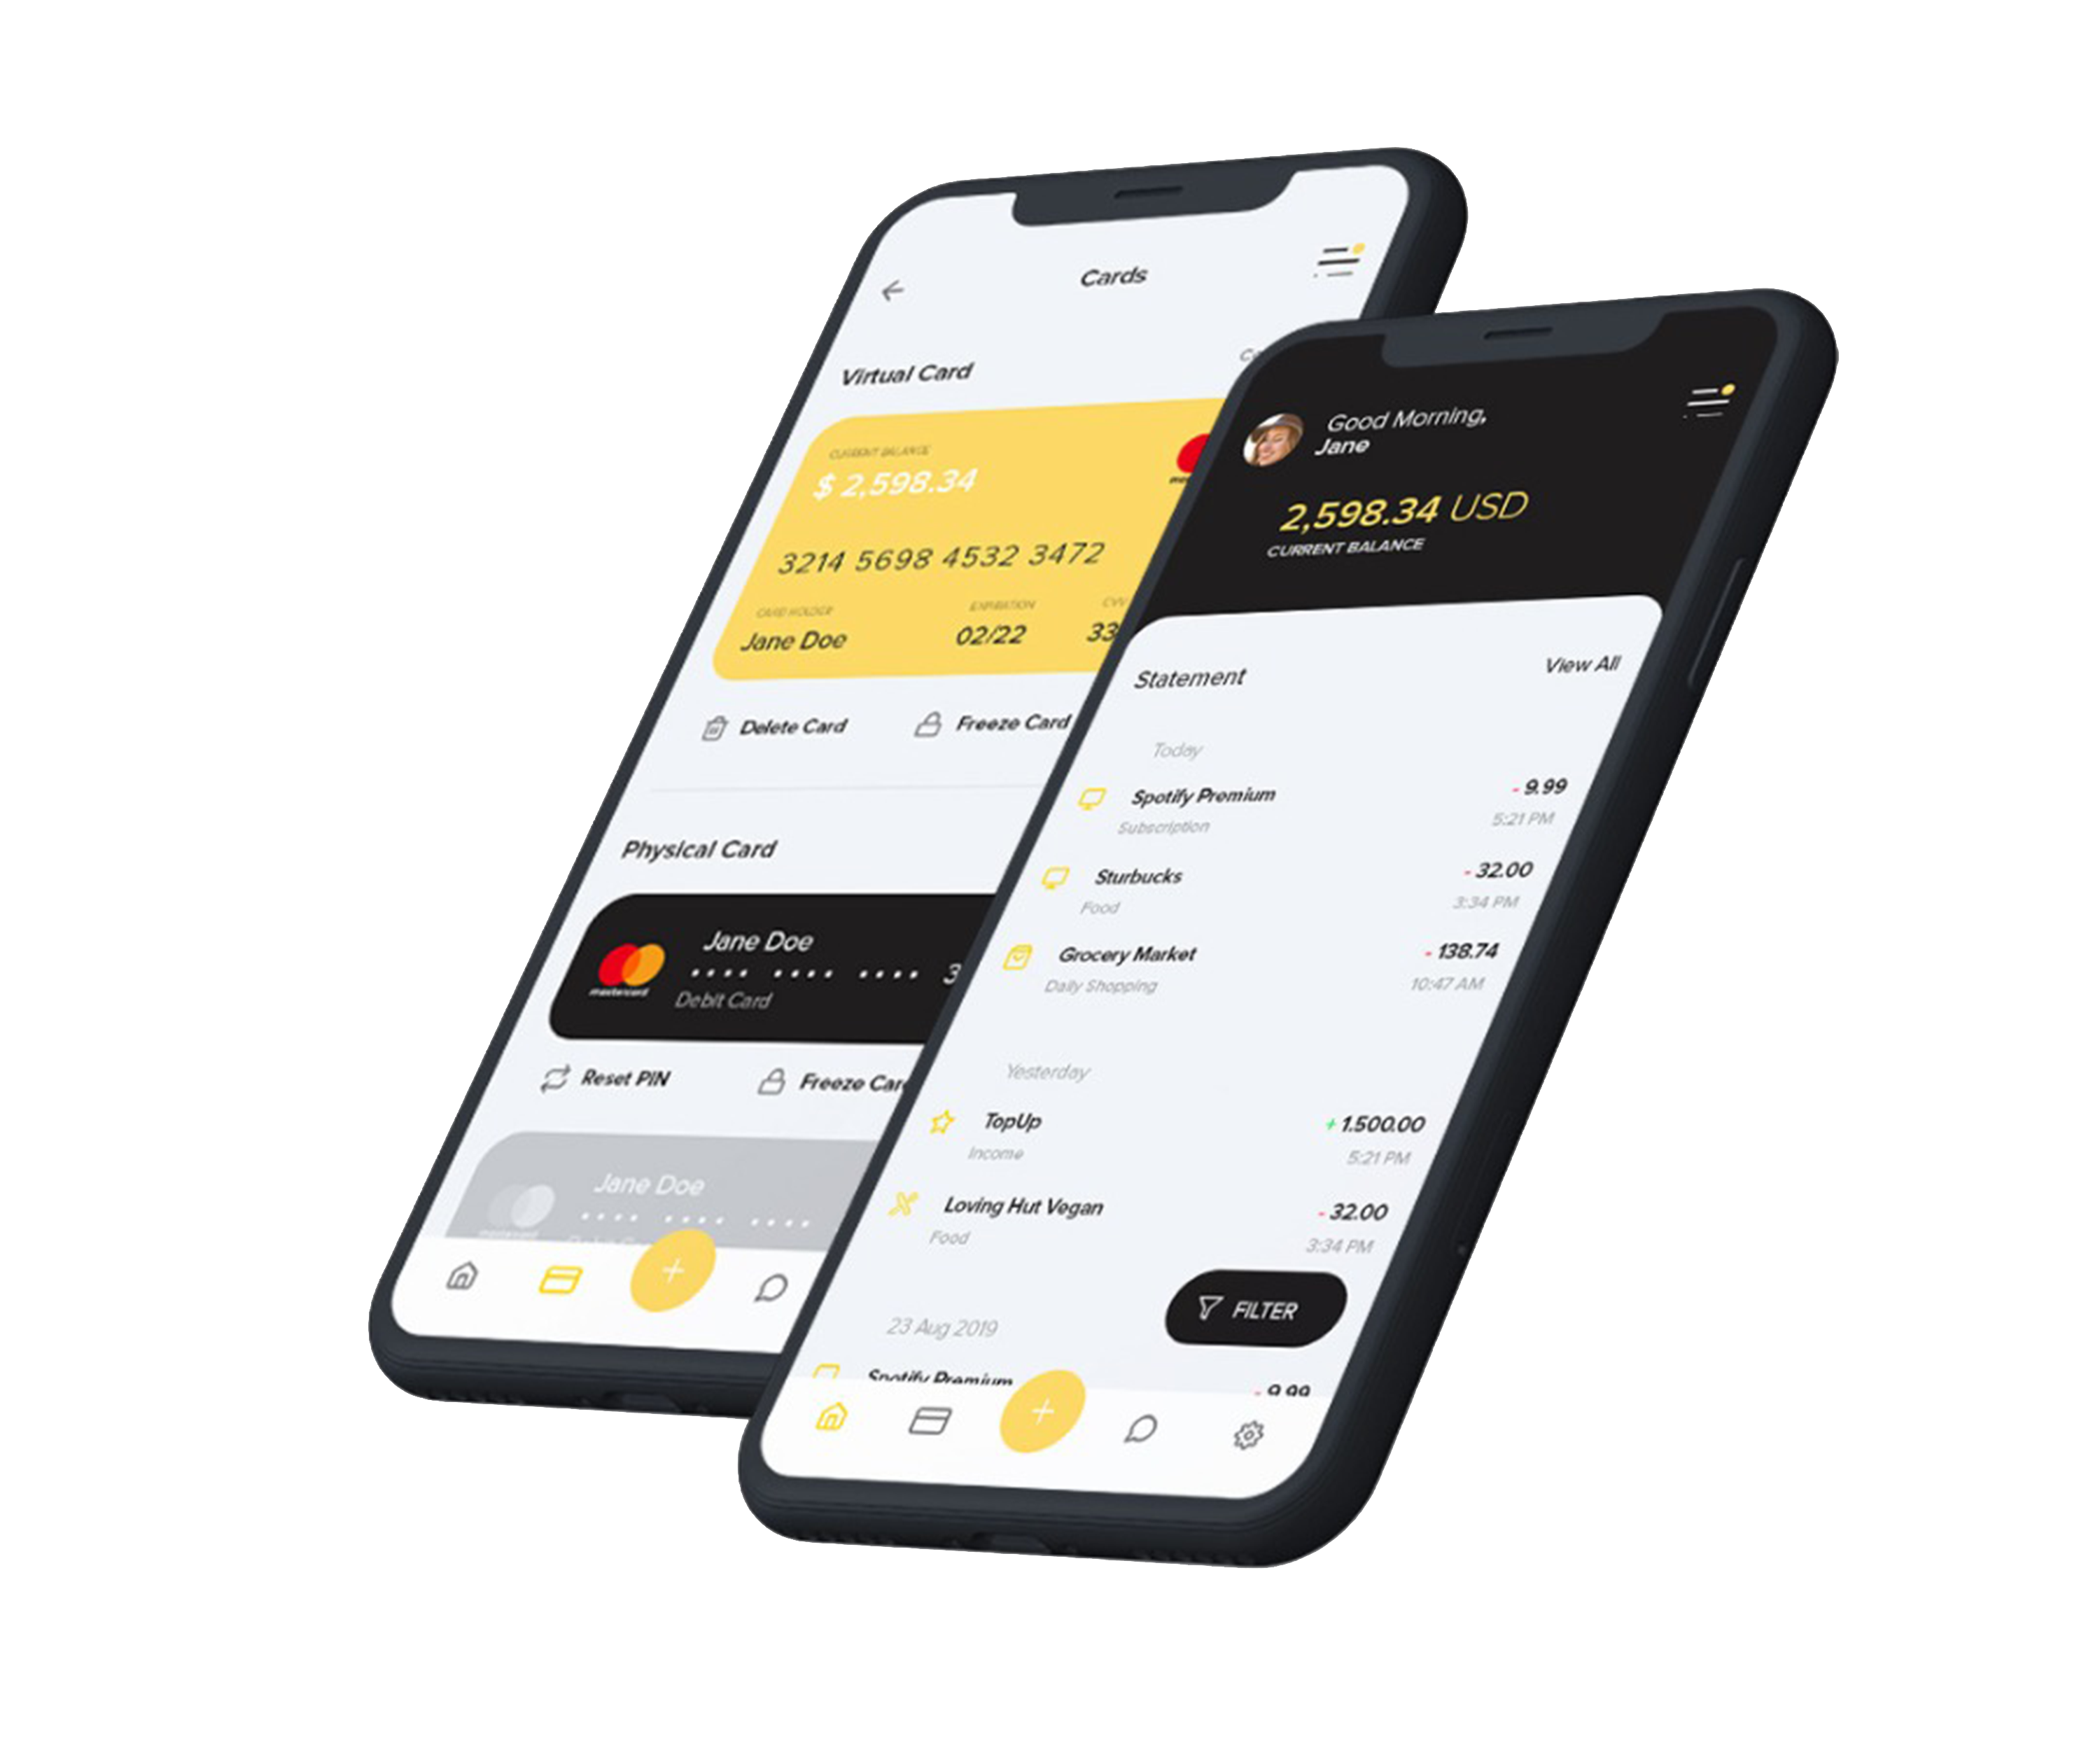 Cards
Virtual Card
CURRENT BALANCE
$ 2,598.34
3214 5698 4532 3472
CARD HOLDER EXPIRATION CVV
Jane Doe 02/22 33
Delete Card Freeze Card
Physical Card
Jane Doe
mastercard
Debit Card
Reset PIN Freeze Card
Jane Doe
Good Morning,
Jane
2,598.34 USD
CURRENT BALANCE
Statement View All
Today
Spotify Premium - 9.99
Subscription 5:21 PM
Sturbucks - 32.00
Food 3:34 PM
Grocery Market - 138.74
Daily Shopping 10:47 AM
Yesterday
TopUp + 1.500.00
Income 5:21 PM
Loving Hut Vegan - 32.00
Food 3:34 PM
FILTER
23 Aug 2019
Spotify Premium - 9.99